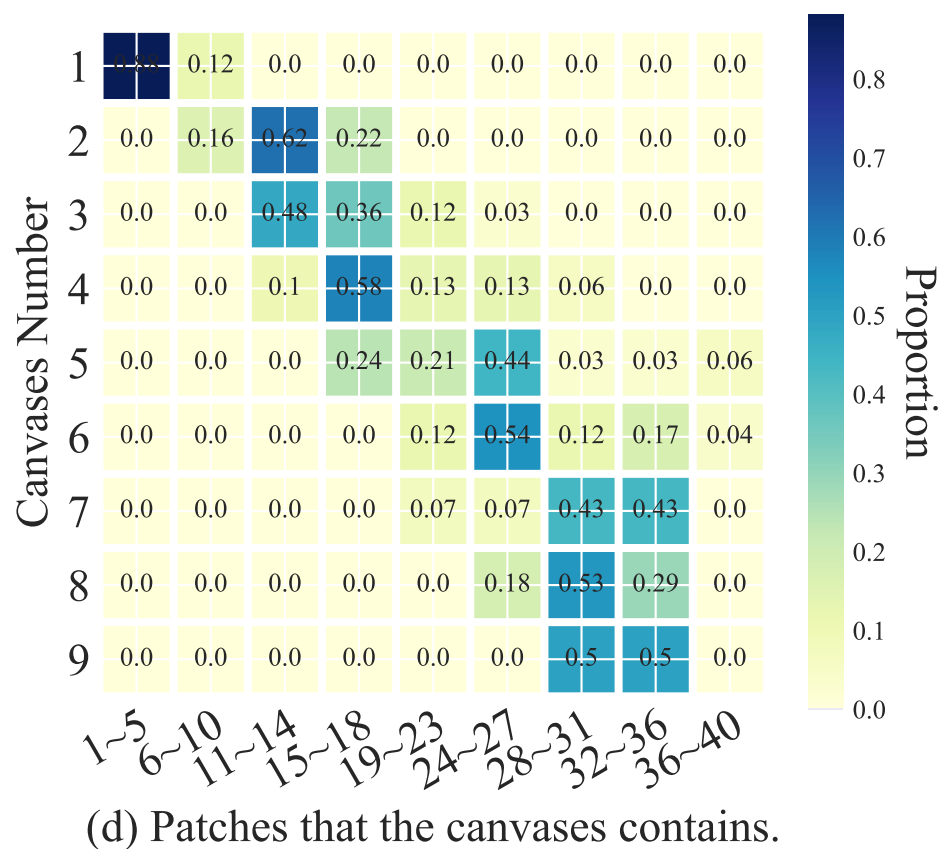 1 0.88 0.12 0.0 0.0 0.0 0.0 0.0 0.0 0.0
2 0.0 0.16 0.62 0.22 0.0 0.0 0.0 0.0 0.0
3 0.0 0.0 0.48 0.36 0.12 0.03 0.0 0.0 0.0
4 0.0 0.0 0.1 0.58 0.13 0.13 0.06 0.0 0.0
5 0.0 0.0 0.0 0.24 0.21 0.44 0.03 0.03 0.06
6 0.0 0.0 0.0 0.0 0.12 0.54 0.12 0.17 0.04
7 0.0 0.0 0.0 0.0 0.07 0.07 0.43 0.43 0.0
8 0.0 0.0 0.0 0.0 0.0 0.18 0.53 0.29 0.0
9 0.0 0.0 0.0 0.0 0.0 0.0 0.5 0.5 0.0
Canvases Number
1~5 6~10 11~14 15~18 19~23 24~27 28~31 32~36 36~40
(d) Patches that the canvases contains.
0.8
0.7
0.6
0.5
0.4
0.3
0.2
0.1
0.0
Proportion